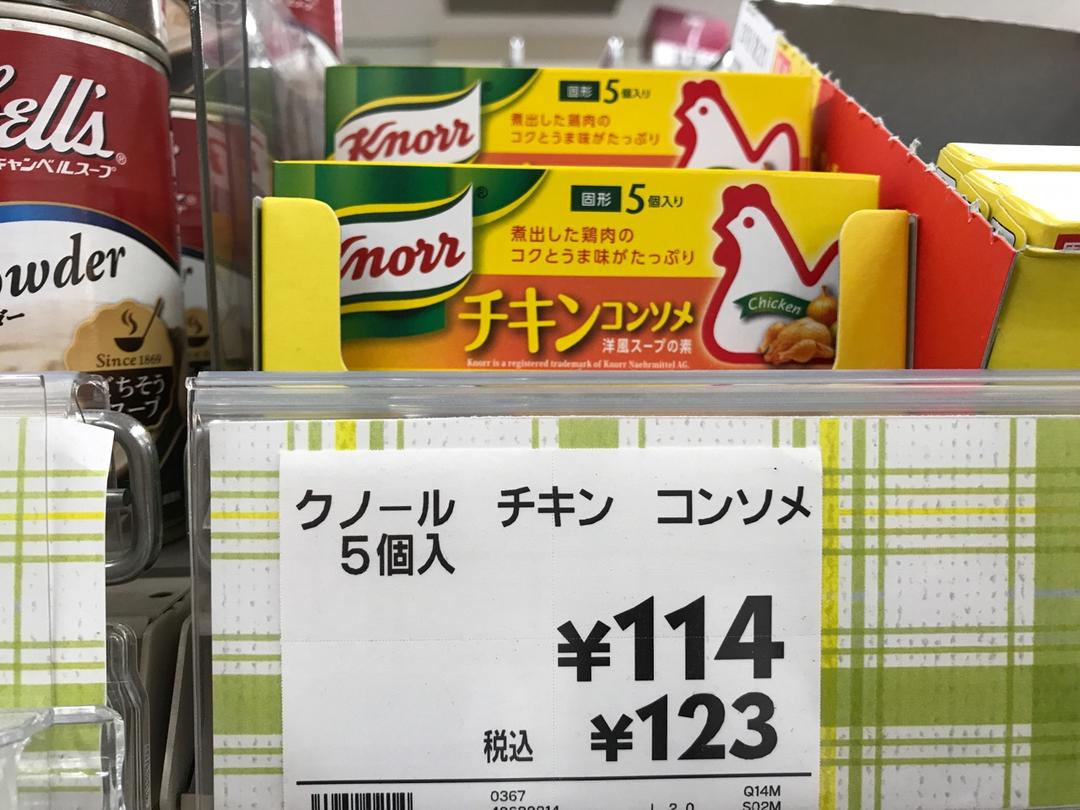 キャンベルスープ
Since 1869
Knorr
固形 5個入り
煮出した鶏肉の
コクとうま味がたっぷり
固形 5個入り
煮出した鶏肉の
コクとうま味がたっぷり
チキンコンソメ
洋風スープの素
Chicken
Knorr is a registered trademark of Knorr Naehrmittel AG.
クノール チキン コンソメ
5個入
¥114
税込 ¥123
0367
Q14M